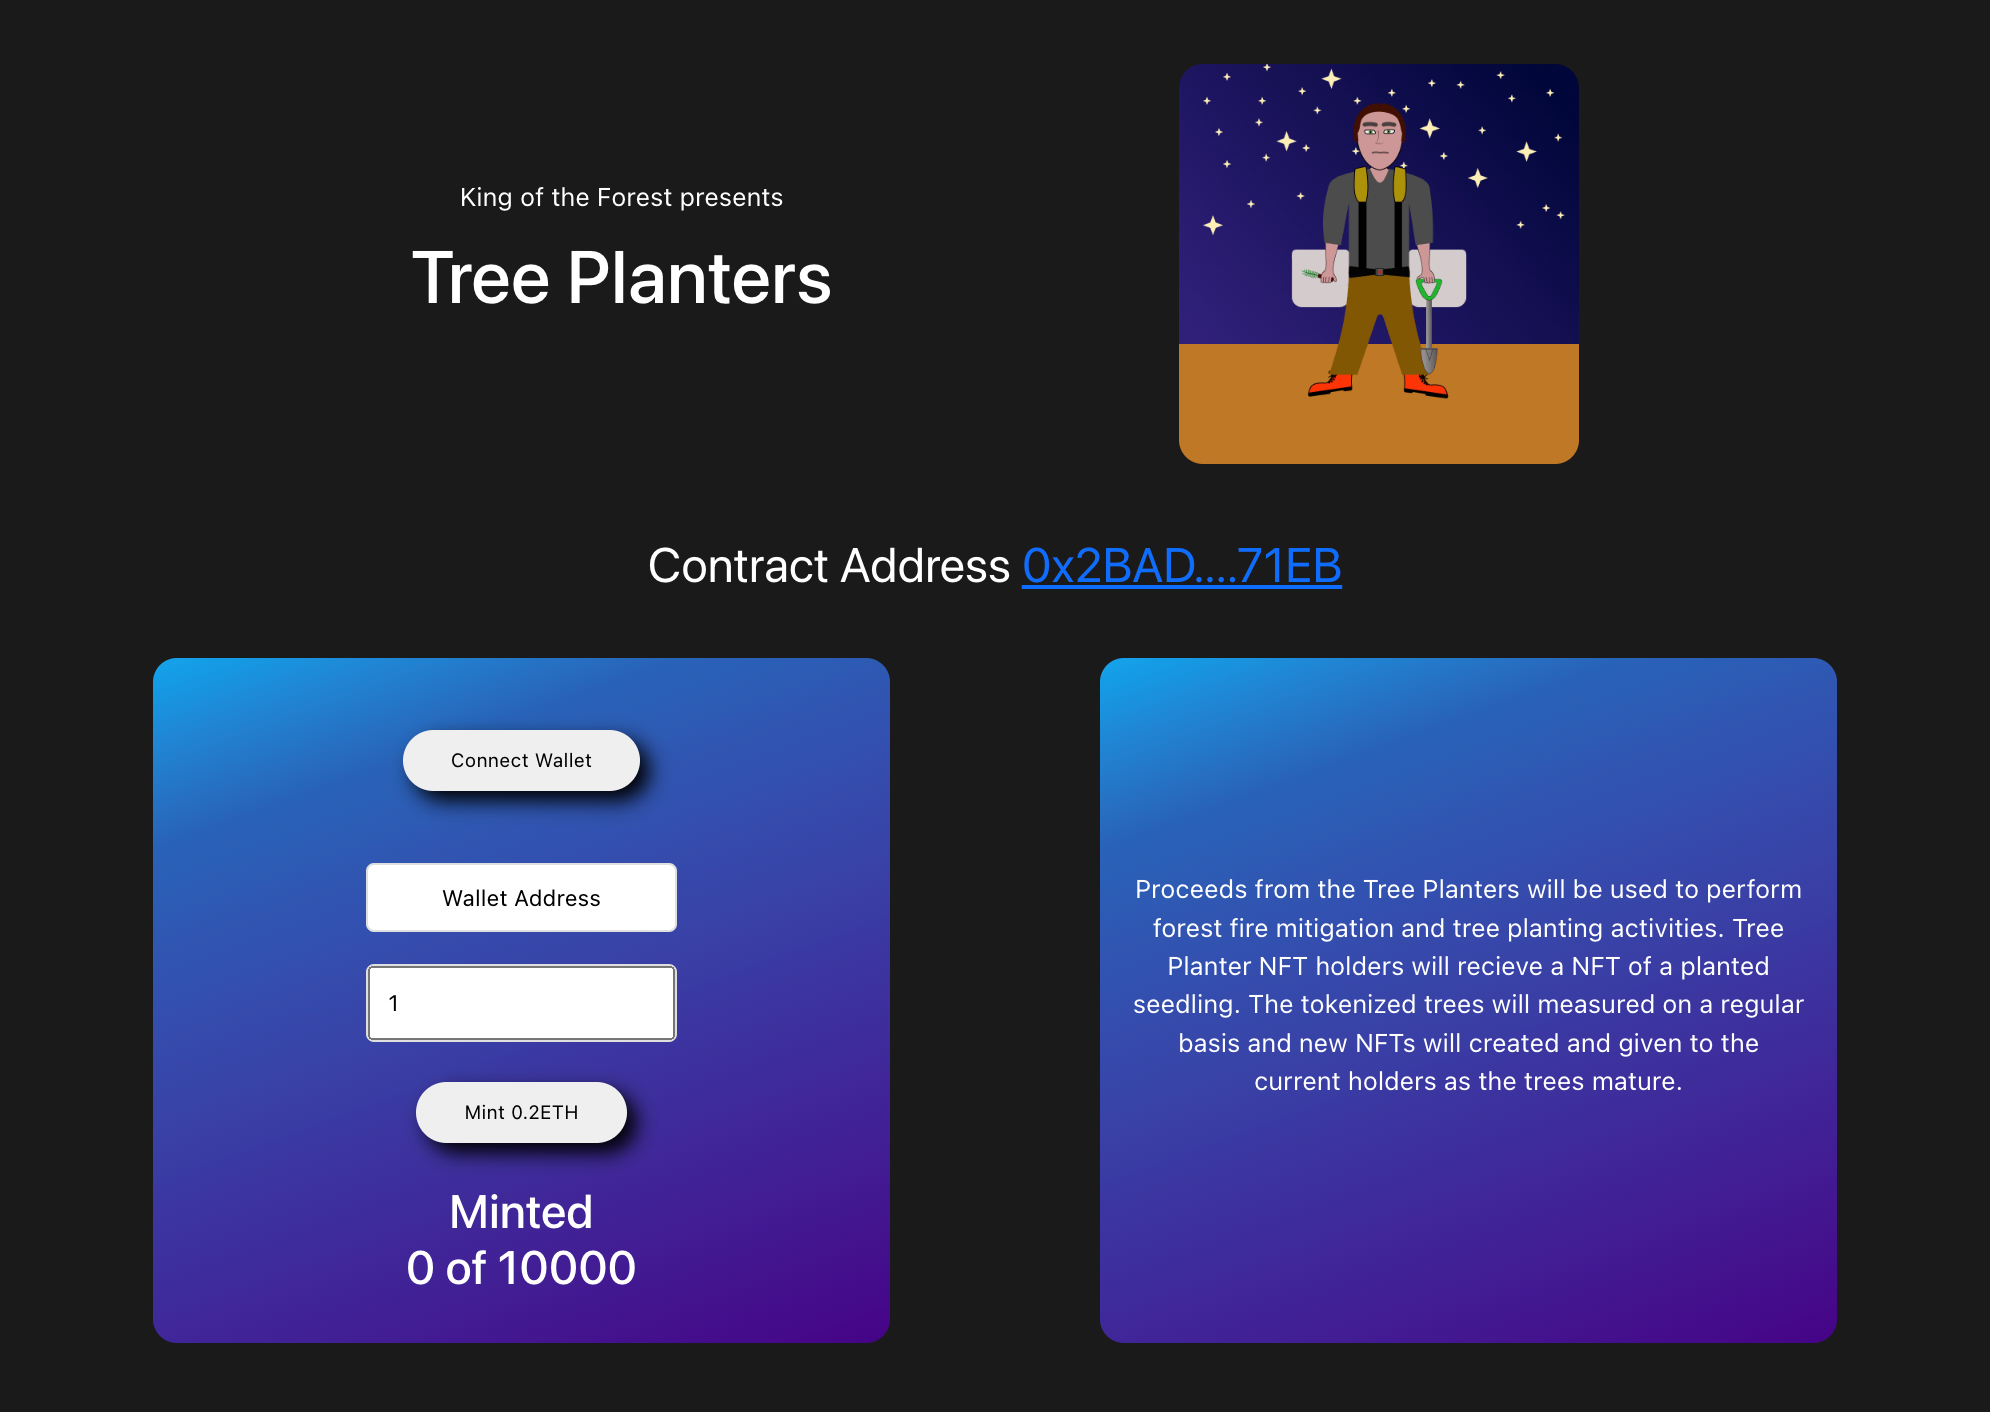 King of the Forest presents
Tree Planters
Contract Address 0x2BAD....71EB
Connect Wallet
Wallet Address
1
Mint 0.2ETH
Minted
0 of 10000
Proceeds from the Tree Planters will be used to perform
forest fire mitigation and tree planting activities. Tree
Planter NFT holders will recieve a NFT of a planted
seedling. The tokenized trees will measured on a regular
basis and new NFTs will created and given to the
current holders as the trees mature.